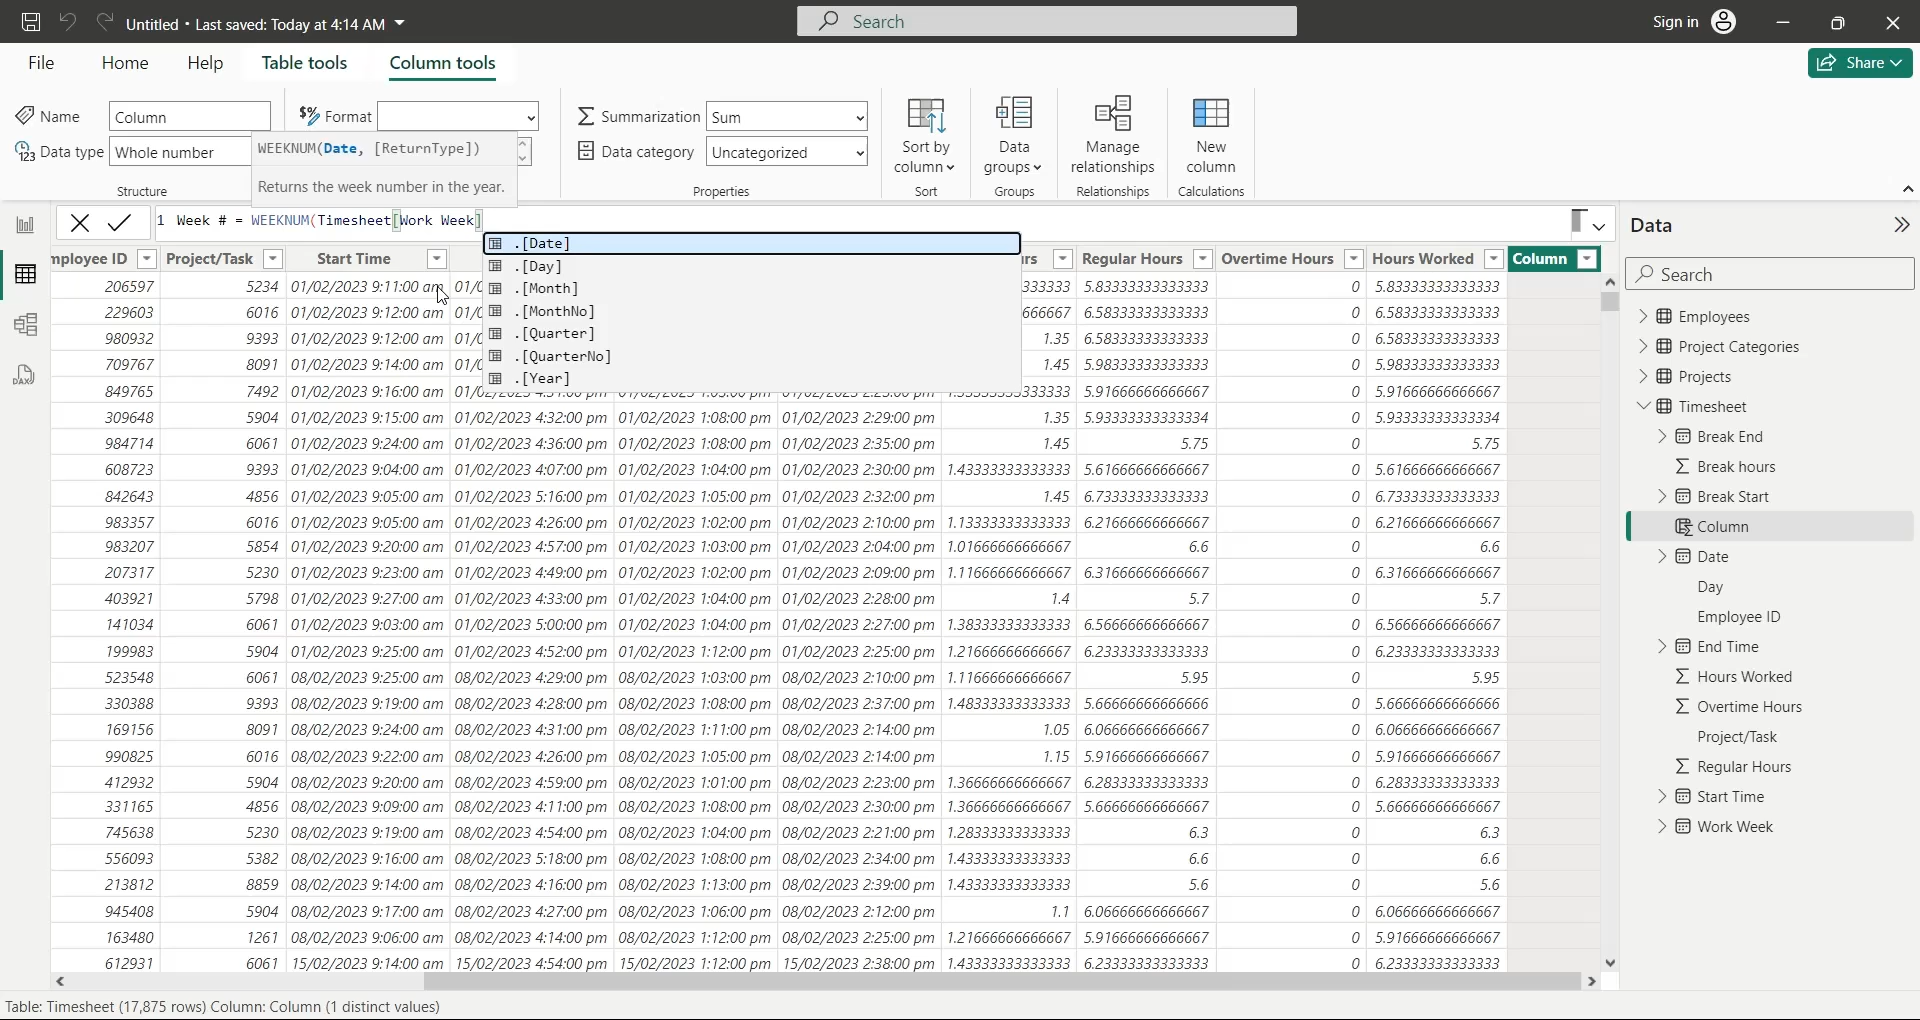 Untitled • Last saved: Today at 4:14 AM
Search
Sign in
File Home Help Table tools Column tools
Share
Name Column
Format
Data type Whole number
Structure
WEEKNUM(Date, [ReturnType])
Returns the week number in the year.
Summarization Sum
Data category Uncategorized
Properties
Sort by
column
Sort
Data
groups
Groups
Manage
relationships
Relationships
New
column
Calculations
1 Week # = WEEKNUM(Timesheet[Work Week]
.[Date]
.[Day]
.[Month]
.[MonthNo]
.[Quarter]
.[QuarterNo]
.[Year]
mployee ID Project/Task Start Time rs Regular Hours Overtime Hours Hours Worked Column
206597 5234 01/02/2023 9:11:00 am 01/0 333333 5.83333333333333 0 5.83333333333333
229603 6016 01/02/2023 9:12:00 am 01/0 666667 6.58333333333333 0 6.58333333333333
980932 9393 01/02/2023 9:12:00 am 01/0 1.35 6.58333333333333 0 6.58333333333333
709767 8091 01/02/2023 9:14:00 am 01/0 1.45 5.98333333333333 0 5.98333333333333
849765 7492 01/02/2023 9:16:00 am 5.91666666666667 0 5.91666666666667
309648 5904 01/02/2023 9:15:00 am 01/02/2023 4:32:00 pm 01/02/2023 1:08:00 pm 01/02/2023 2:29:00 pm 1.35 5.93333333333334 0 5.93333333333334
984714 6061 01/02/2023 9:24:00 am 01/02/2023 4:36:00 pm 01/02/2023 1:08:00 pm 01/02/2023 2:35:00 pm 1.45 5.75 0 5.75
608723 9393 01/02/2023 9:04:00 am 01/02/2023 4:07:00 pm 01/02/2023 1:04:00 pm 01/02/2023 2:30:00 pm 1.43333333333333 5.61666666666667 0 5.61666666666667
842643 4856 01/02/2023 9:05:00 am 01/02/2023 5:16:00 pm 01/02/2023 1:05:00 pm 01/02/2023 2:32:00 pm 1.45 6.73333333333333 0 6.73333333333333
983357 6016 01/02/2023 9:05:00 am 01/02/2023 4:26:00 pm 01/02/2023 1:02:00 pm 01/02/2023 2:10:00 pm 1.13333333333333 6.21666666666667 0 6.21666666666667
983207 5854 01/02/2023 9:20:00 am 01/02/2023 4:57:00 pm 01/02/2023 1:03:00 pm 01/02/2023 2:04:00 pm 1.01666666666667 6.6 0 6.6
207317 5230 01/02/2023 9:23:00 am 01/02/2023 4:49:00 pm 01/02/2023 1:02:00 pm 01/02/2023 2:09:00 pm 1.11666666666667 6.31666666666667 0 6.31666666666667
403921 5798 01/02/2023 9:27:00 am 01/02/2023 4:33:00 pm 01/02/2023 1:04:00 pm 01/02/2023 2:28:00 pm 1.4 5.7 0 5.7
141034 6061 01/02/2023 9:03:00 am 01/02/2023 5:00:00 pm 01/02/2023 1:04:00 pm 01/02/2023 2:27:00 pm 1.38333333333333 6.56666666666667 0 6.56666666666667
199983 5904 01/02/2023 9:25:00 am 01/02/2023 4:52:00 pm 01/02/2023 1:12:00 pm 01/02/2023 2:25:00 pm 1.21666666666667 6.23333333333333 0 6.23333333333333
523548 6061 08/02/2023 9:25:00 am 08/02/2023 4:29:00 pm 08/02/2023 1:03:00 pm 08/02/2023 2:10:00 pm 1.11666666666667 5.95 0 5.95
330388 9393 08/02/2023 9:19:00 am 08/02/2023 4:28:00 pm 08/02/2023 1:08:00 pm 08/02/2023 2:37:00 pm 1.48333333333333 5.66666666666666 0 5.66666666666666
169156 8091 08/02/2023 9:24:00 am 08/02/2023 4:31:00 pm 08/02/2023 1:11:00 pm 08/02/2023 2:14:00 pm 1.05 6.06666666666667 0 6.06666666666667
990825 6016 08/02/2023 9:22:00 am 08/02/2023 4:26:00 pm 08/02/2023 1:05:00 pm 08/02/2023 2:14:00 pm 1.15 5.91666666666667 0 5.91666666666667
412932 5904 08/02/2023 9:20:00 am 08/02/2023 4:59:00 pm 08/02/2023 1:01:00 pm 08/02/2023 2:23:00 pm 1.36666666666667 6.28333333333333 0 6.28333333333333
331165 4856 08/02/2023 9:09:00 am 08/02/2023 4:11:00 pm 08/02/2023 1:08:00 pm 08/02/2023 2:30:00 pm 1.36666666666667 5.66666666666667 0 5.66666666666667
745638 5230 08/02/2023 9:19:00 am 08/02/2023 4:54:00 pm 08/02/2023 1:04:00 pm 08/02/2023 2:21:00 pm 1.28333333333333 6.3 0 6.3
556093 5382 08/02/2023 9:16:00 am 08/02/2023 5:18:00 pm 08/02/2023 1:08:00 pm 08/02/2023 2:34:00 pm 1.43333333333333 6.6 0 6.6
213812 8859 08/02/2023 9:14:00 am 08/02/2023 4:16:00 pm 08/02/2023 1:13:00 pm 08/02/2023 2:39:00 pm 1.43333333333333 5.6 0 5.6
945408 5904 08/02/2023 9:17:00 am 08/02/2023 4:27:00 pm 08/02/2023 1:06:00 pm 08/02/2023 2:12:00 pm 1.1 6.06666666666667 0 6.06666666666667
163480 1261 08/02/2023 9:06:00 am 08/02/2023 4:14:00 pm 08/02/2023 1:12:00 pm 08/02/2023 2:25:00 pm 1.21666666666667 5.91666666666667 0 5.91666666666667
612931 6061 15/02/2023 9:14:00 am 15/02/2023 4:54:00 pm 15/02/2023 1:12:00 pm 15/02/2023 2:38:00 pm 1.43333333333333 6.23333333333333 0 6.23333333333333
Data
Search
Employees
Project Categories
Projects
Timesheet
Break End
Break hours
Break Start
Column
Date
Day
Employee ID
End Time
Hours Worked
Overtime Hours
Project/Task
Regular Hours
Start Time
Work Week
DAX
Table: Timesheet (17,875 rows) Column: Column (1 distinct values)